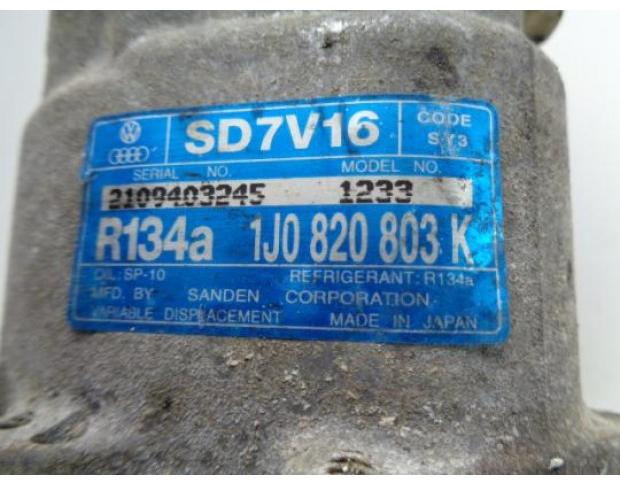 SD7V16 CODE
SERIAL NO. MODEL NO.
2109403245 1233
R134a 1J0 820 803 K
OIL: SP-10 REFRIGERANT: R134a
MFD. BY SANDEN CORPORATION
VARIABLE DISPLACEMENT MADE IN JAPAN